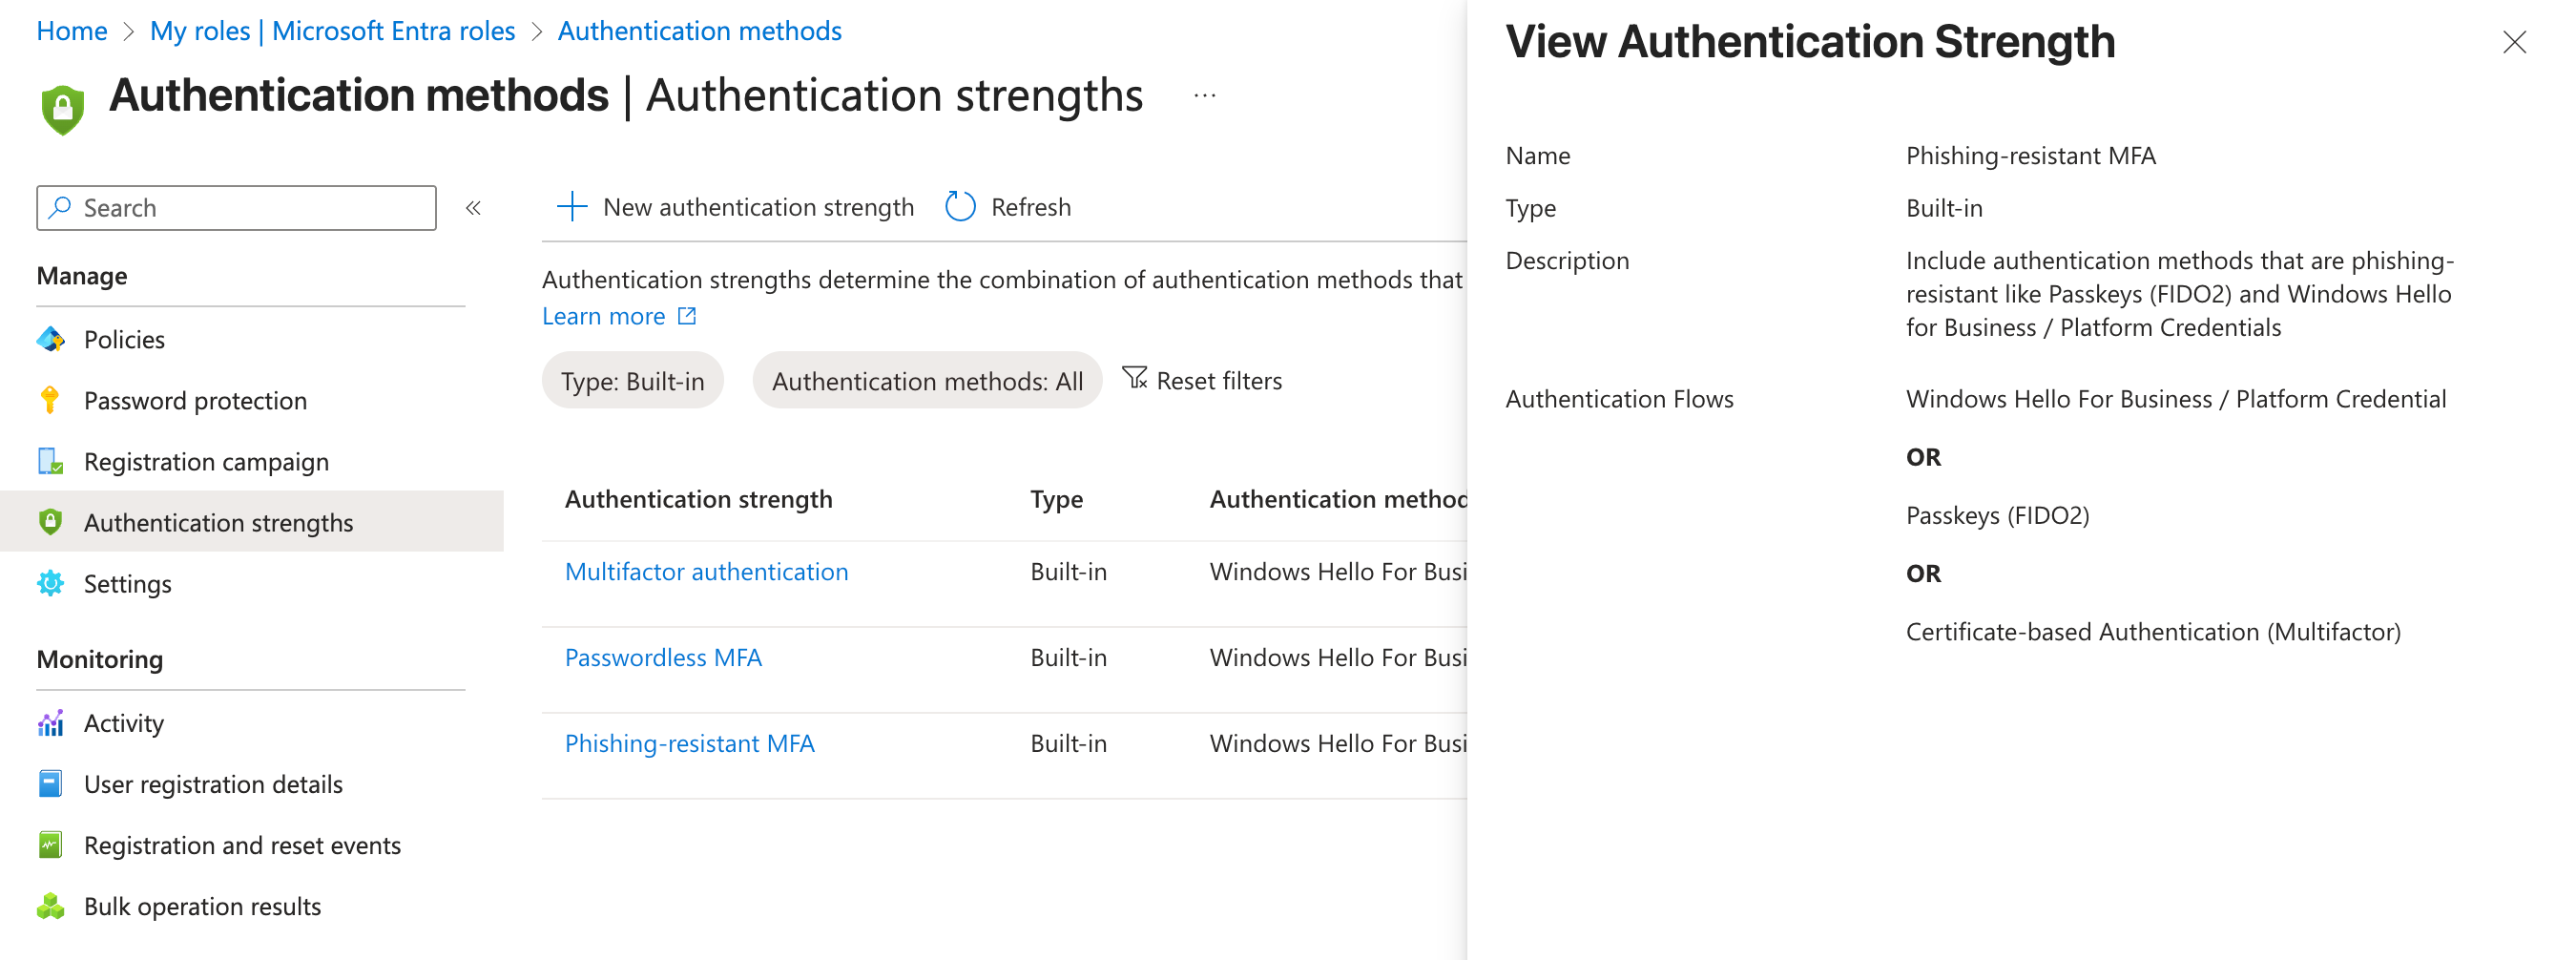 Home > My roles | Microsoft Entra roles > Authentication methods
Authentication methods | Authentication strengths ...
Search
«
Manage
Policies
Password protection
Registration campaign
Authentication strengths
Settings
Monitoring
Activity
User registration details
Registration and reset events
Bulk operation results
New authentication strength Refresh
Authentication strengths determine the combination of authentication methods that
Learn more
Type: Built-in Authentication methods: All Reset filters
Authentication strength Type Authentication method
Multifactor authentication Built-in Windows Hello For Busi
Passwordless MFA Built-in Windows Hello For Busi
Phishing-resistant MFA Built-in Windows Hello For Busi
View Authentication Strength
Name Phishing-resistant MFA
Type Built-in
Description Include authentication methods that are phishing-
resistant like Passkeys (FIDO2) and Windows Hello
for Business / Platform Credentials
Authentication Flows Windows Hello For Business / Platform Credential
OR
Passkeys (FIDO2)
OR
Certificate-based Authentication (Multifactor)